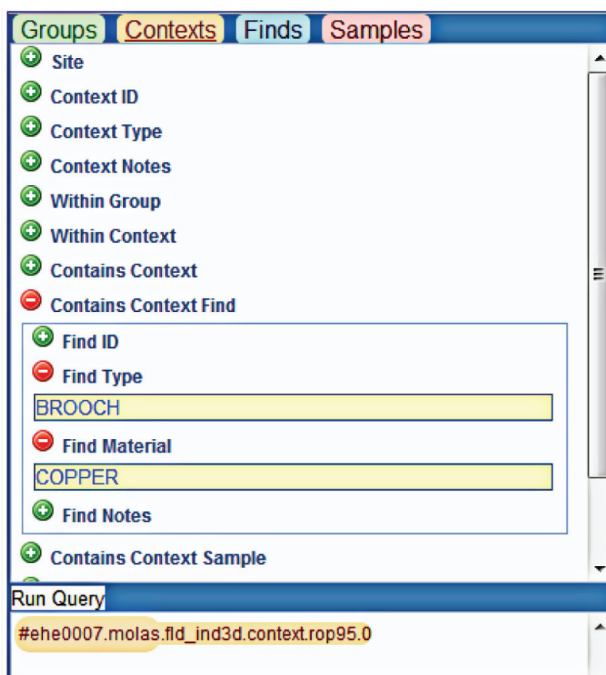 Groups Contexts Finds Samples
Site
Context ID
Context Type
Context Notes
Within Group
Within Context
Contains Context
Contains Context Find
Find ID
Find Type
BROOCH
Find Material
COPPER
Find Notes
Contains Context Sample
Run Query
#ehe0007.molas.fld_ind3d.context.rop95.0